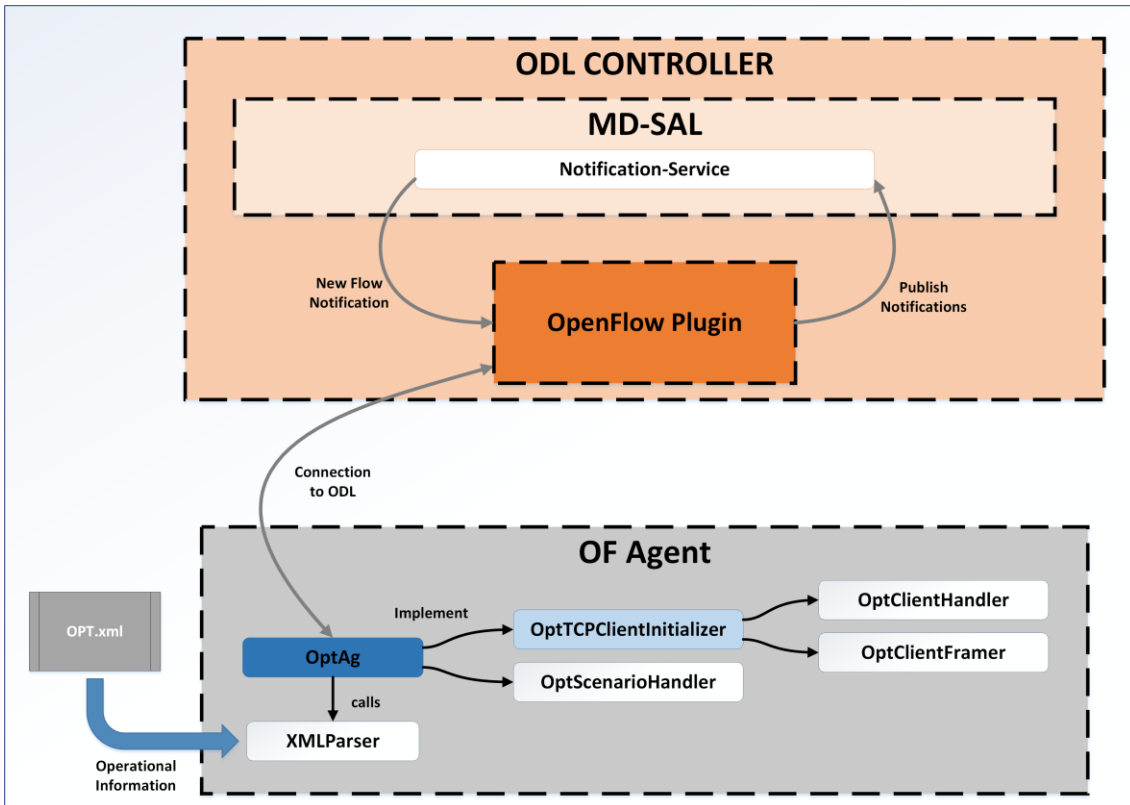 ODL CONTROLLER
MD-SAL
Notification-Service
New Flow
Notification
Publish
Notifications
OpenFlow Plugin
Connection
to ODL
OF Agent
OPT.xml
Implement
OptClientHandler
OptTCPClientInitializer
OptAg
OptClientFramer
OptScenarioHandler
calls
XMLParser
Operational
Information